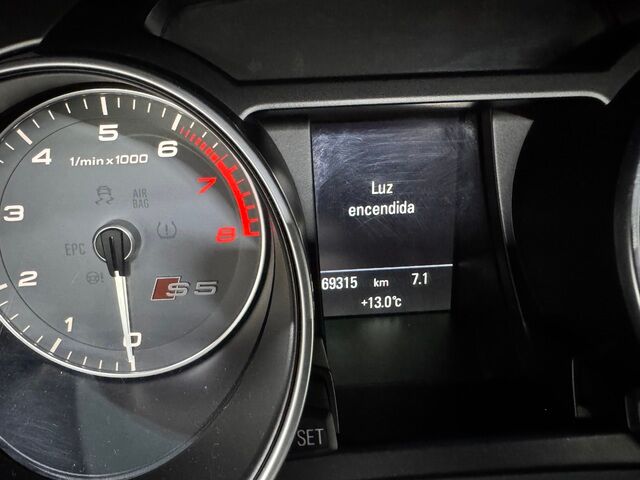 5
6
4
1/min x 1000
7
3
AIR
BAG
8
EPC
S5
2
1
0
Luz
encendida
69315 km 7.1
+13.0°C
SET